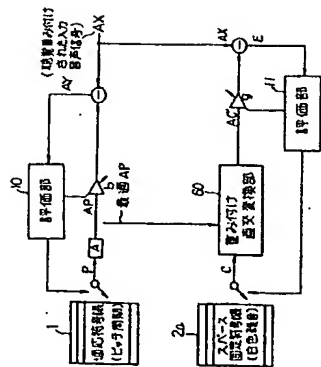 (聴覚重み付け
された入力
音声信号)
AX
AX
AY
E
10
評価部
11
評価部
b
AP
g
AC
最適AP
A
60
重み付け
直交変換部
P
C
1
適応符号帳
(ピッチ周期)
2a
スパース
固定符号帳
(白色雑音)